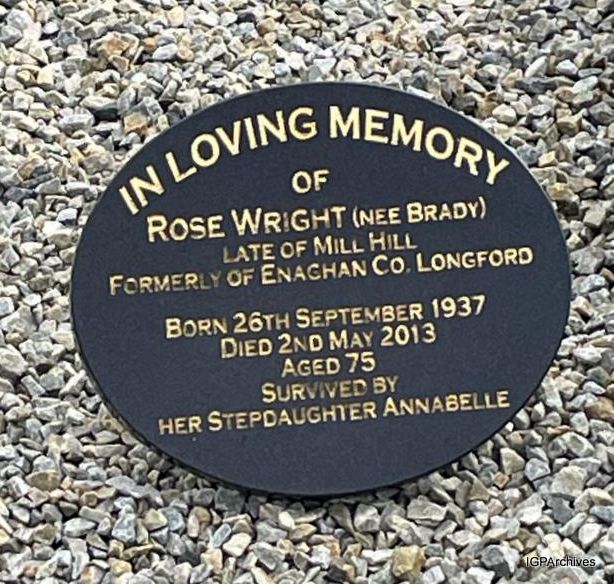 IN LOVING MEMORY
OF
ROSE WRIGHT (NEE BRADY)
LATE OF MILL HILL
FORMERLY OF ENAGHAN CO. LONGFORD
BORN 26TH SEPTEMBER 1937
DIED 2ND MAY 2013
AGED 75
SURVIVED BY
HER STEPDAUGHTER ANNABELLE
IGPArchives